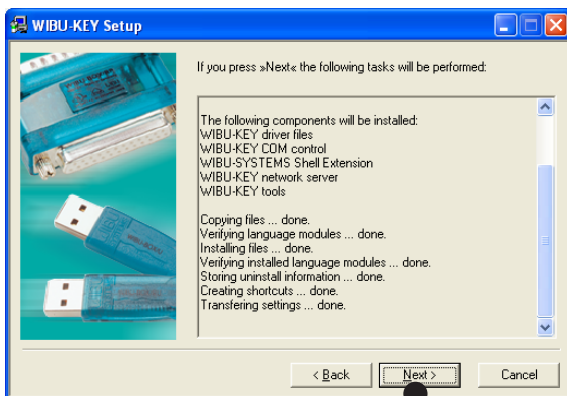 WIBU-KEY Setup
If you press »Next« the following tasks will be performed:
The following components will be installed:
WIBU-KEY driver files
WIBU-KEY COM control
WIBU-SYSTEMS Shell Extension
WIBU-KEY network server
WIBU-KEY tools
Copying files ... done.
Verifying language modules ... done.
Installing files ... done.
Verifying installed language modules ... done.
Storing uninstall information ... done.
Creating shortcuts ... done.
Transfering settings ... done.
< Back
Next >
Cancel